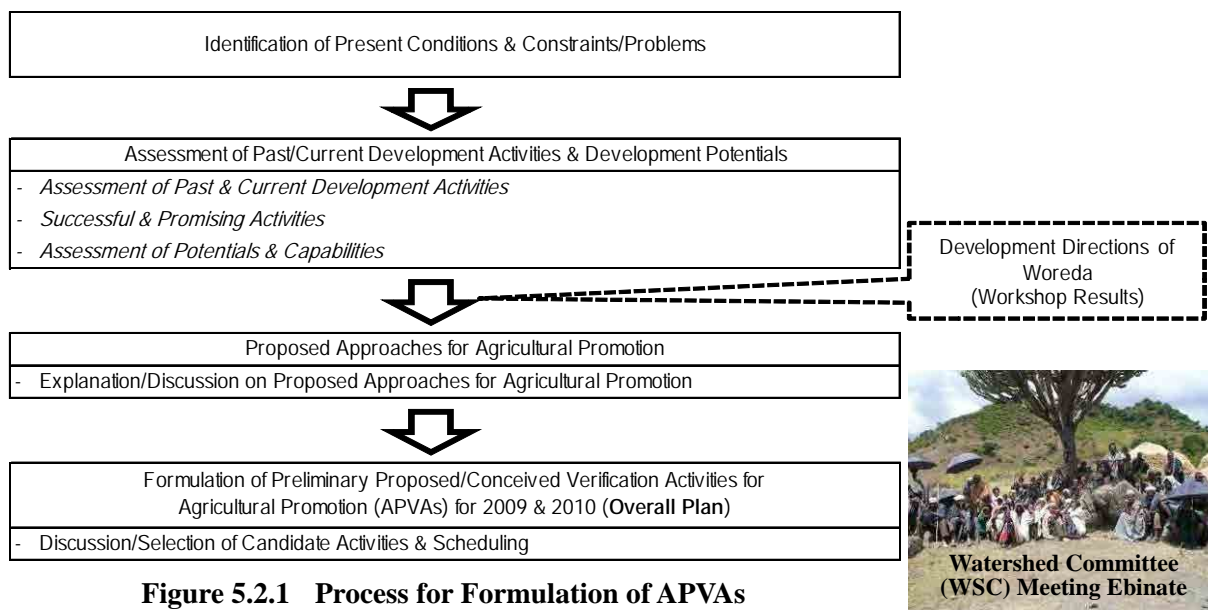 Identification of Present Conditions & Constraints/Problems
Assessment of Past/Current Development Activities & Development Potentials
- Assessment of Past & Current Development Activities
- Successful & Promising Activities
- Assessment of Potentials & Capabilities
Development Directions of
Woreda
(Workshop Results)
Proposed Approaches for Agricultural Promotion
- Explanation/Discussion on Proposed Approaches for Agricultural Promotion
Formulation of Preliminary Proposed/Conceived Verification Activities for
Agricultural Promotion (APVAs) for 2009 & 2010 (Overall Plan)
- Discussion/Selection of Candidate Activities & Scheduling
Watershed Committee
(WSC) Meeting Ebinate
Figure 5.2.1 Process for Formulation of APVAs